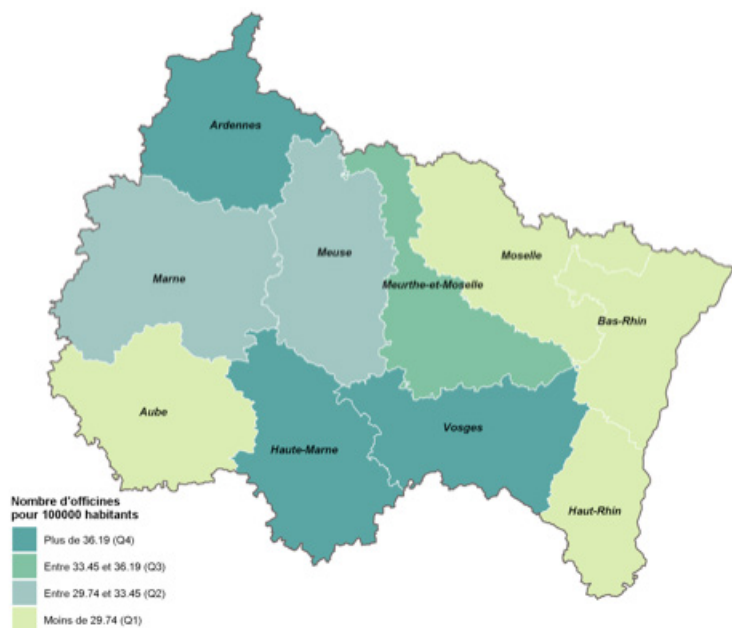 Ardennes
Marne
Meuse
Meurthe-et-Moselle
Moselle
Bas-Rhin
Aube
Haute-Marne
Vosges
Haut-Rhin
Nombre d'officines
pour 100000 habitants
Plus de 36.19 (Q4)
Entre 33.45 et 36.19 (Q3)
Entre 29.74 et 33.45 (Q2)
Moins de 29.74 (Q1)